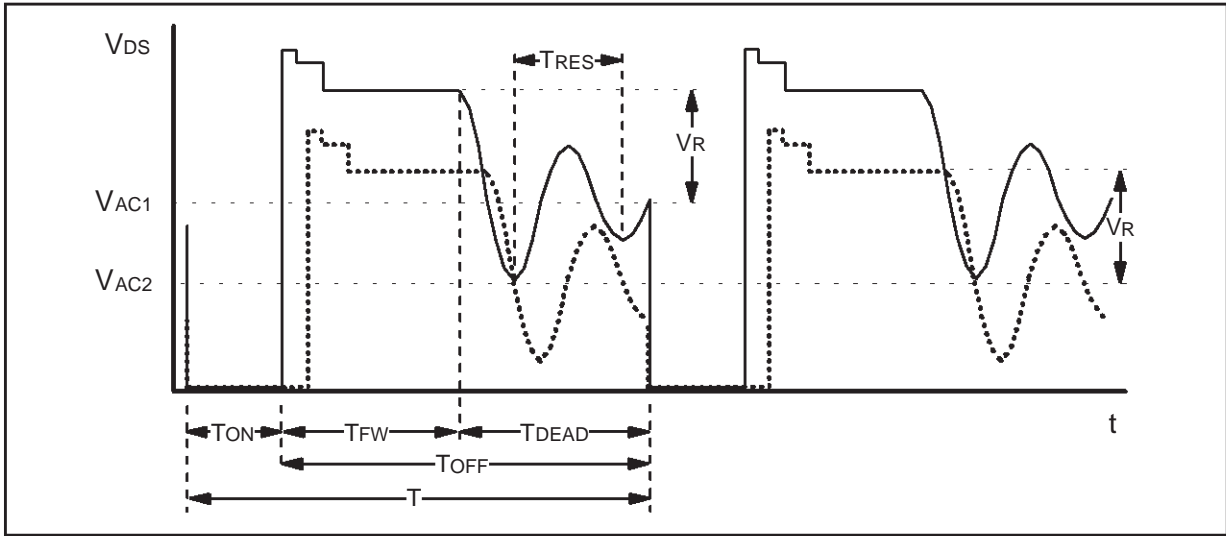 VDS
TRES
VR
VAC1
VR
VAC2
TON
TFW
TDEAD
t
TOFF
T